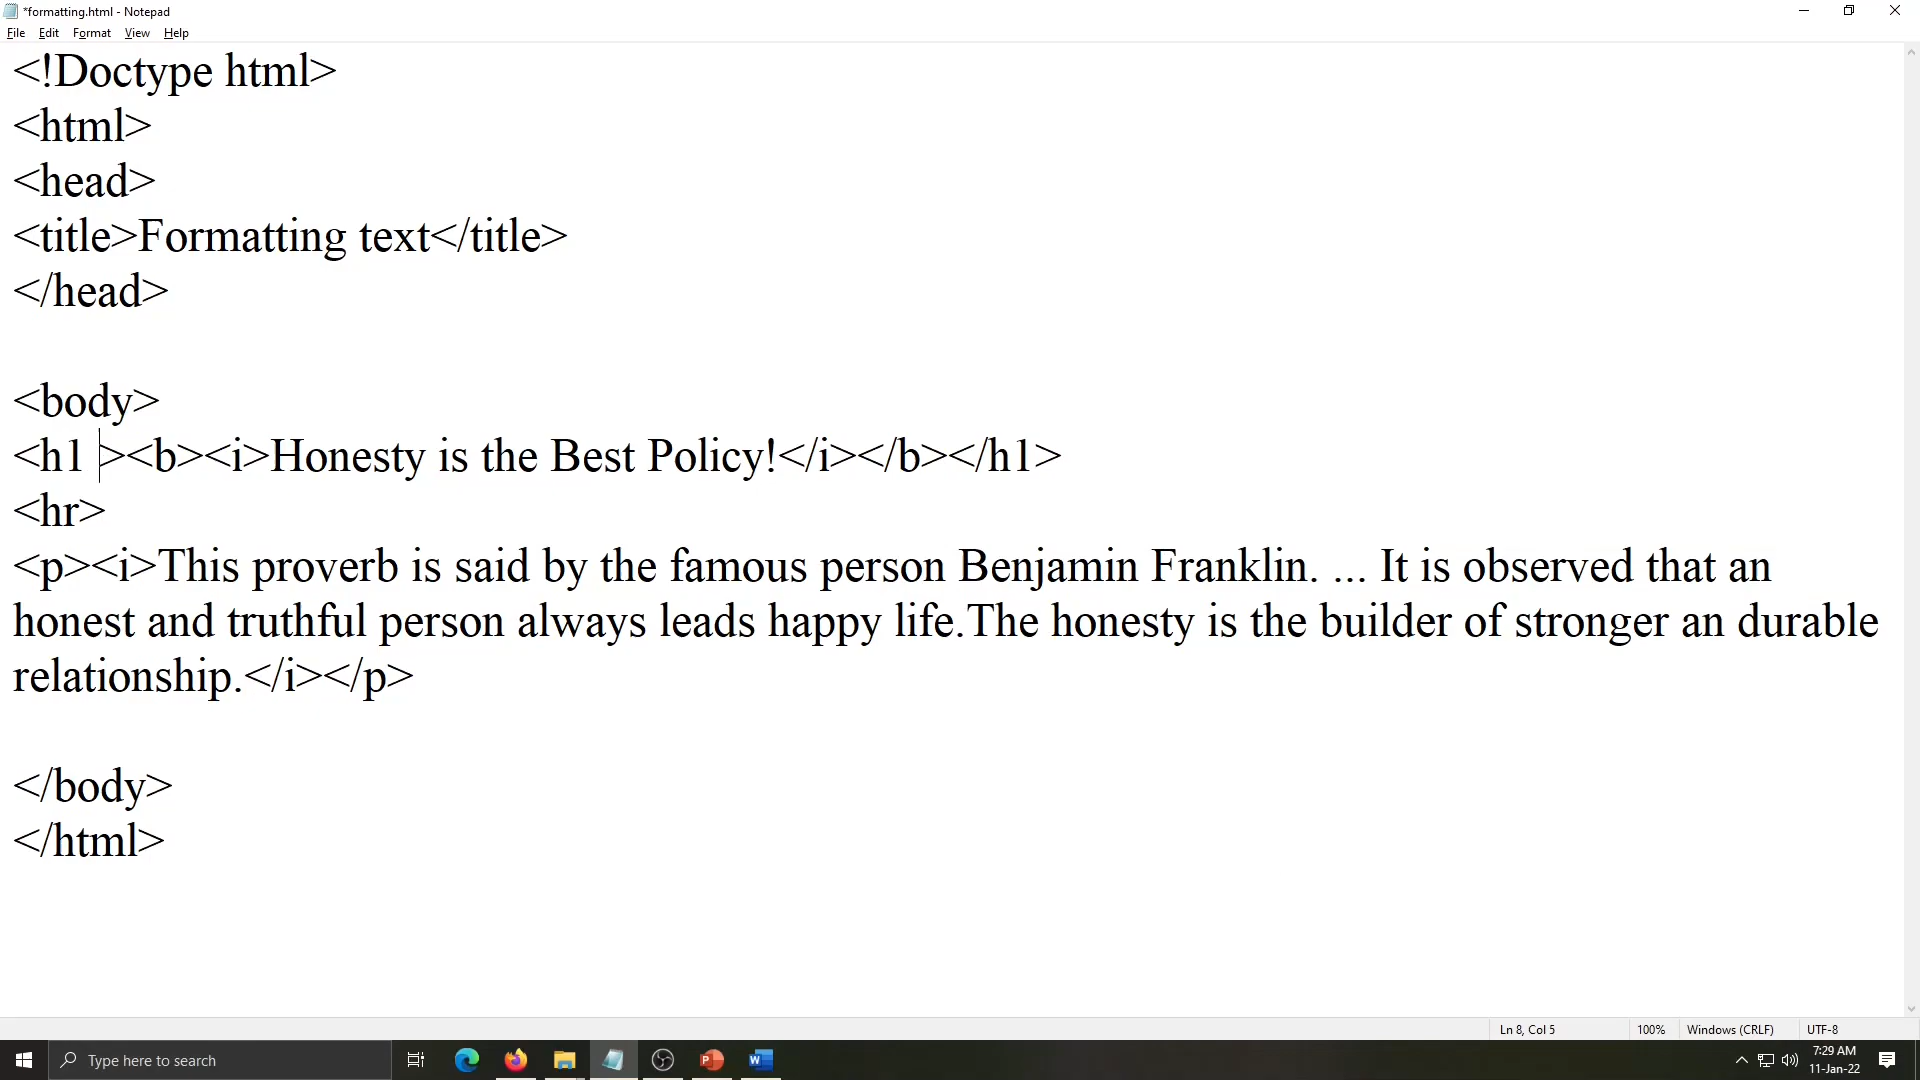 *formatting.html - Notepad
File Edit Format View Help
<!Doctype html>
<html>
<head>
<title>Formatting text</title>
</head>
<body>
<h1 ><b><i>Honesty is the Best Policy!</i></b></h1>
<hr>
<p><i>This proverb is said by the famous person Benjamin Franklin. ... It is observed that an
honest and truthful person always leads happy life.The honesty is the builder of stronger an durable
relationship.</i></p>
</body>
</html>
Ln 8, Col 5 100% Windows (CRLF) UTF-8
Type here to search
7:29 AM
11-Jan-22